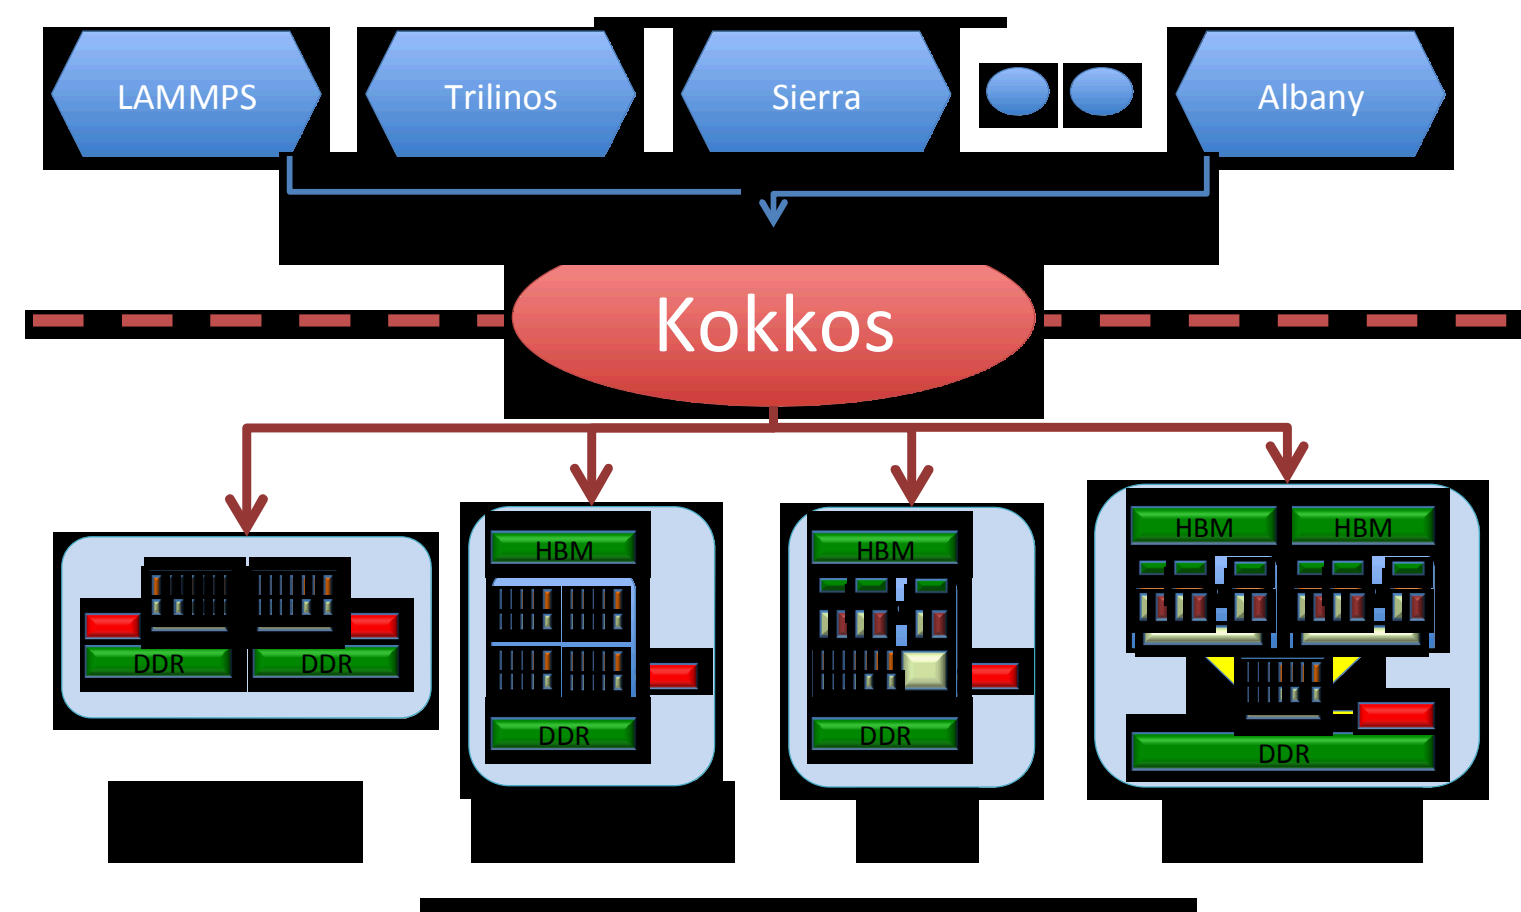 LAMMPS
Trilinos
Sierra
Albany
Kokkos
HBM
HBM
HBM
HBM
DDR
DDR
DDR
DDR
DDR